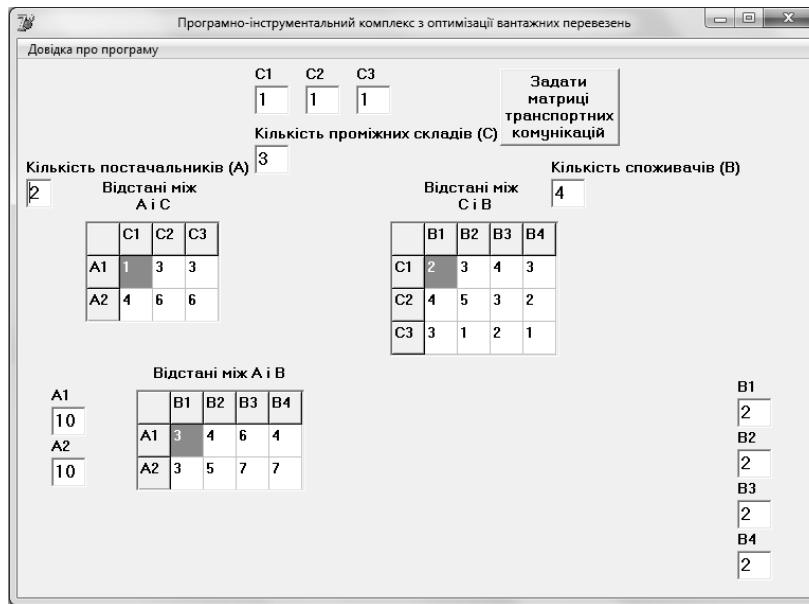 Програмно-інструментальний комплекс з оптимізації вантажних перевезень
Довідка про програму
C1 C2 C3
1 1 1
Задати
матриці
транспортних
комунікацій
Кількість проміжних складів (C)
3
Кількість постачальників (A)
2
Кількість споживачів (B)
4
Відстані між
A і C
C1 C2 C3
A1 1 3 3
A2 4 6 6
Відстані між
C і B
B1 B2 B3 B4
C1 2 3 4 3
C2 4 5 3 2
C3 3 1 2 1
Відстані між A і B
B1 B2 B3 B4
A1 3 4 6 4
A2 3 5 7 7
A1
10
A2
10
B1
2
B2
2
B3
2
B4
2